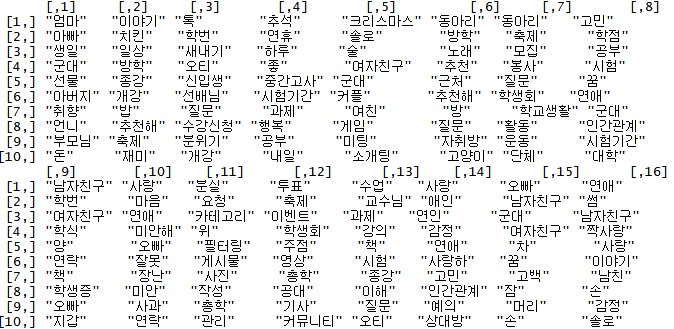 [,1] [,2] [,3] [,4] [,5] [,6] [,7] [,8]
[1,] "엄마" "이야기" "톡" "추석" "크리스마스" "동아리" "동아리" "고민"
[2,] "아빠" "치킨" "학번" "연휴" "솔로" "방학" "축제" "학점"
[3,] "생일" "일상" "새내기" "하루" "술" "노래" "모집" "공부"
[4,] "군대" "방학" "오티" "좋" "여자친구" "추천" "봉사" "시험"
[5,] "선물" "종강" "신입생" "중간고사" "군대" "근처" "질문" "꿈"
[6,] "아버지" "개강" "선배님" "시험기간" "커플" "추천해" "학생회" "연애"
[7,] "취향" "밥" "질문" "과제" "여친" "방" "학교생활" "군대"
[8,] "언니" "추천해" "수강신청" "행복" "게임" "질문" "활동" "인간관계"
[9,] "부모님" "축제" "분위기" "공부" "미팅" "자취방" "운동" "시험기간"
[10,] "돈" "재미" "개강" "내일" "소개팅" "고양이" "단체" "대학"
[,9] [,10] [,11] [,12] [,13] [,14] [,15] [,16]
[1,] "남자친구" "사랑" "분실" "투표" "수업" "사랑" "오빠" "연애"
[2,] "학번" "마음" "요청" "축제" "교수님" "애인" "남자친구" "썸"
[3,] "여자친구" "연애" "카테고리" "이벤트" "과제" "연인" "군대" "남자친구"
[4,] "학식" "미안해" "위" "학생회" "강의" "감정" "여자친구" "짝사랑"
[5,] "양" "오빠" "필터링" "주점" "책" "연애" "차" "사랑"
[6,] "연락" "잘못" "게시물" "영상" "시험" "사랑하" "꿈" "이야기"
[7,] "책" "장난" "사진" "총학" "종강" "고민" "고백" "남친"
[8,] "학생증" "미안" "작성" "공대" "이해" "인간관계" "잠" "손"
[9,] "오빠" "사과" "총학" "기사" "질문" "예의" "머리" "감정"
[10,] "지갑" "연락" "관리" "커뮤니티" "오티" "상대방" "손" "솔로"